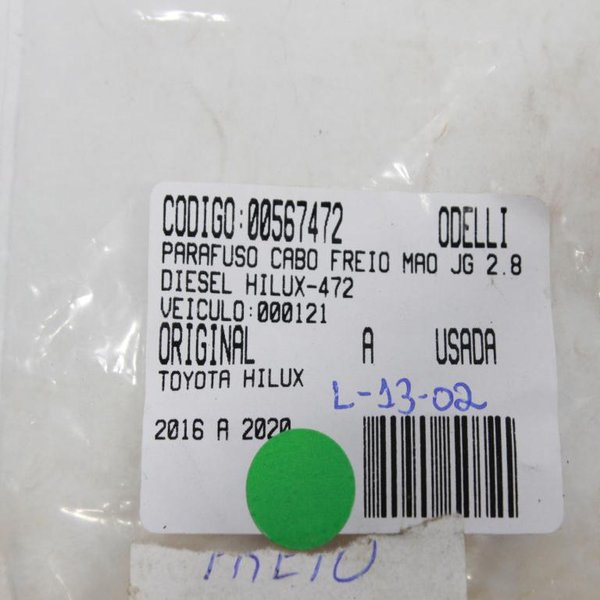 CODIGO:00567472 ODELLI
PARAFUSO CABO FREIO MAO JG 2.8
DIESEL HILUX-472
VEICULO:000121
ORIGINAL A USADA
TOYOTA HILUX
L-13-02
2016 A 2020
FREIO